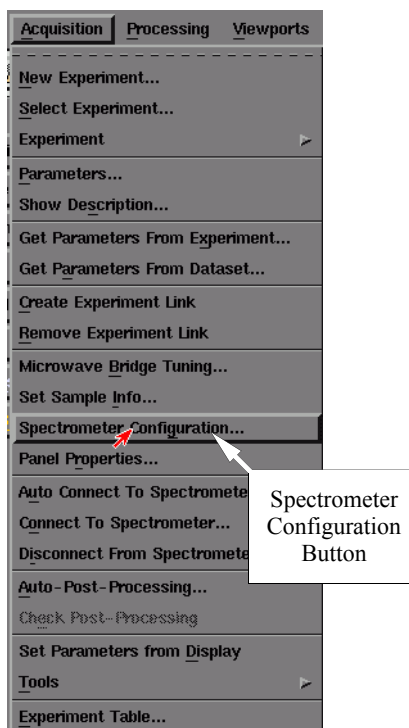 Acquisition Processing Viewports
New Experiment...
Select Experiment...
Experiment
Parameters...
Show Description...
Get Parameters From Experiment...
Get Parameters From Dataset...
Create Experiment Link
Remove Experiment Link
Microwave Bridge Tuning...
Set Sample Info...
Spectrometer Configuration...
Panel Properties...
Auto Connect To Spectromete
Connect To Spectrometer...
Disconnect From Spectromete
Spectrometer
Configuration
Button
Auto-Post-Processing...
Check Post-Processing
Set Parameters from Display
Tools
Experiment Table...